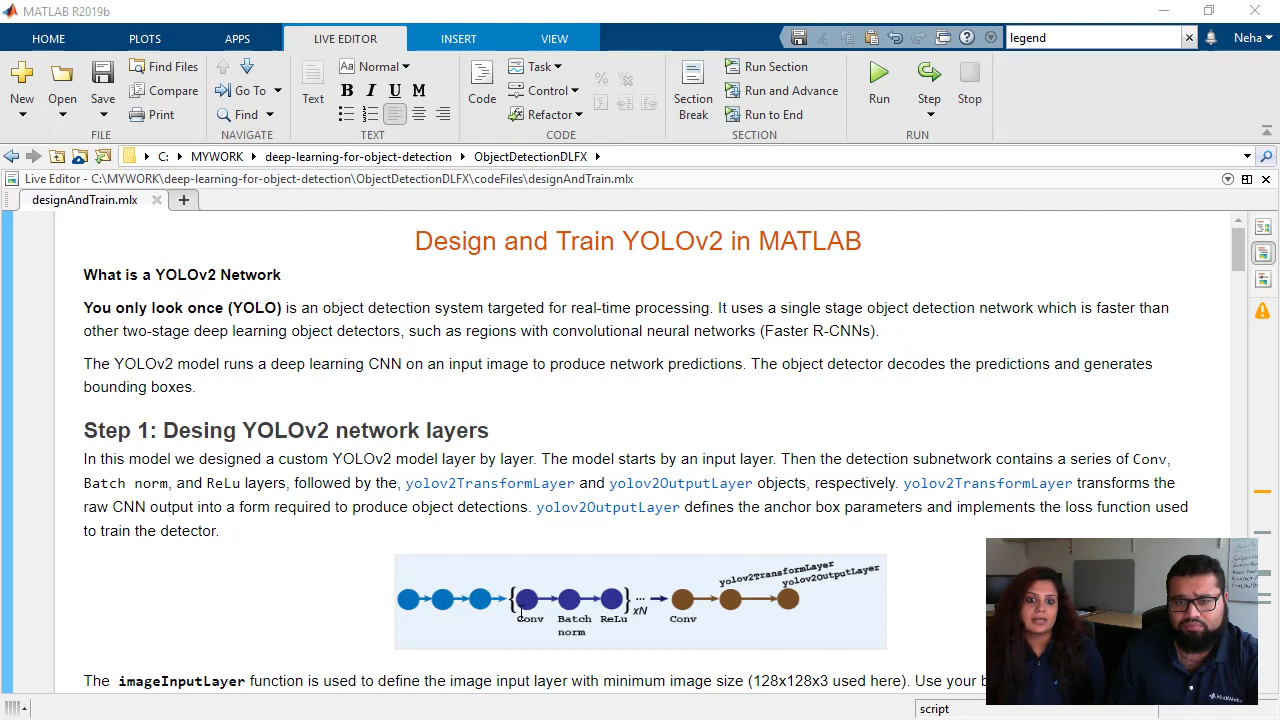 MATLAB R2019b
HOME PLOTS APPS LIVE EDITOR INSERT VIEW legend Neha
New Open Save Find Files Compare Print
FILE
Go To Find
NAVIGATE
Text Normal B I U M
TEXT
Code Task Control Refactor
CODE
Section Break Run Section Run and Advance Run to End
SECTION
Run Step Stop
RUN
C: MYWORK deep-learning-for-object-detection ObjectDetectionDLFX
Live Editor - C:\MYWORK\deep-learning-for-object-detection\ObjectDetectionDLFX\codeFiles\designAndTrain.mlx
designAndTrain.mlx
Design and Train YOLOv2 in MATLAB
What is a YOLOv2 Network
You only look once (YOLO) is an object detection system targeted for real-time processing. It uses a single stage object detection network which is faster than
other two-stage deep learning object detectors, such as regions with convolutional neural networks (Faster R-CNNs).
The YOLOv2 model runs a deep learning CNN on an input image to produce network predictions. The object detector decodes the predictions and generates
bounding boxes.
Step 1: Desing YOLOv2 network layers
In this model we designed a custom YOLOv2 model layer by layer. The model starts by an input layer. Then the detection subnetwork contains a series of Conv,
Batch norm, and ReLu layers, followed by the, yolov2TransformLayer and yolov2OutputLayer objects, respectively. yolov2TransformLayer transforms the
raw CNN output into a form required to produce object detections. yolov2OutputLayer defines the anchor box parameters and implements the loss function used
to train the detector.
yolov2TransformLayer
yolov2OutputLayer
{ } ... xN
Conv Batch norm ReLu Conv
The imageInputLayer function is used to define the image input layer with minimum image size (128x128x3 used here). Use your
script